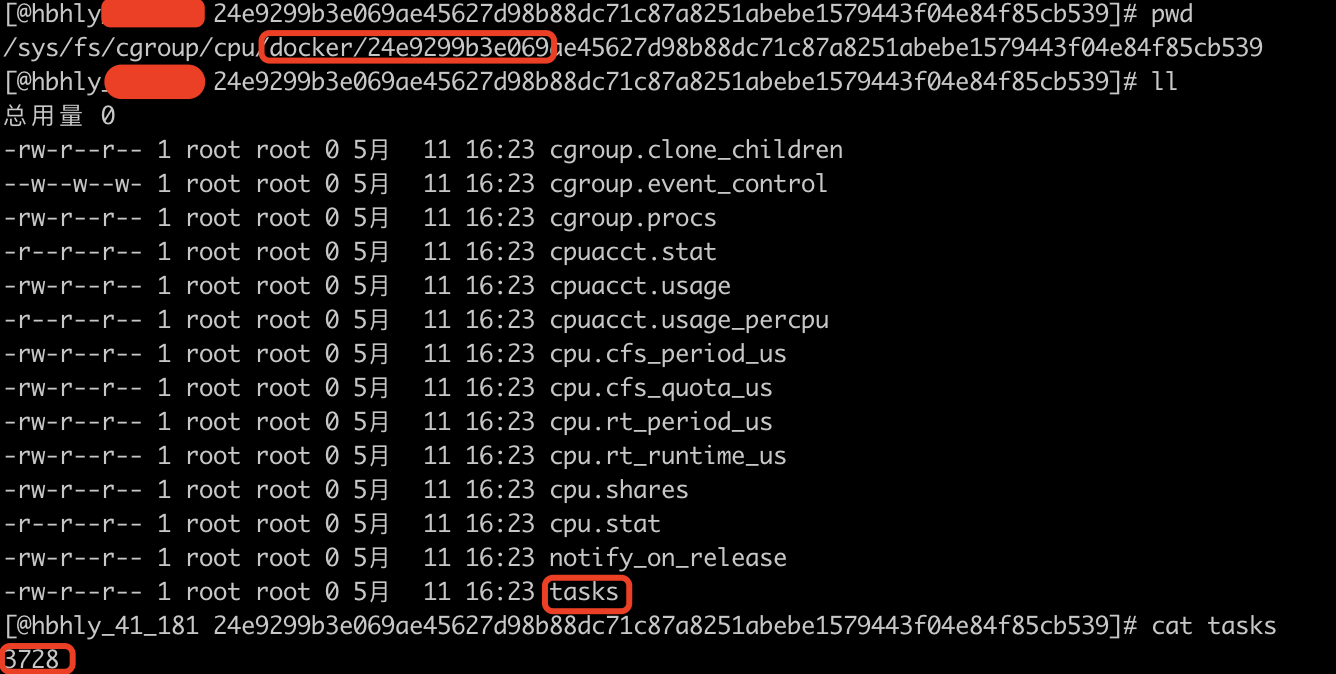 [@hbhly_ 24e9299b3e069ae45627d98b88dc71c87a8251abebe1579443f04e84f85cb539]# pwd
/sys/fs/cgroup/cpu/docker/24e9299b3e069ae45627d98b88dc71c87a8251abebe1579443f04e84f85cb539
[@hbhly_ 24e9299b3e069ae45627d98b88dc71c87a8251abebe1579443f04e84f85cb539]# ll
总用量 0
-rw-r--r-- 1 root root 0 5月  11 16:23 cgroup.clone_children
--w--w--w- 1 root root 0 5月  11 16:23 cgroup.event_control
-rw-r--r-- 1 root root 0 5月  11 16:23 cgroup.procs
-r--r--r-- 1 root root 0 5月  11 16:23 cpuacct.stat
-rw-r--r-- 1 root root 0 5月  11 16:23 cpuacct.usage
-r--r--r-- 1 root root 0 5月  11 16:23 cpuacct.usage_percpu
-rw-r--r-- 1 root root 0 5月  11 16:23 cpu.cfs_period_us
-rw-r--r-- 1 root root 0 5月  11 16:23 cpu.cfs_quota_us
-rw-r--r-- 1 root root 0 5月  11 16:23 cpu.rt_period_us
-rw-r--r-- 1 root root 0 5月  11 16:23 cpu.rt_runtime_us
-rw-r--r-- 1 root root 0 5月  11 16:23 cpu.shares
-r--r--r-- 1 root root 0 5月  11 16:23 cpu.stat
-rw-r--r-- 1 root root 0 5月  11 16:23 notify_on_release
-rw-r--r-- 1 root root 0 5月  11 16:23 tasks
[@hbhly_41_181 24e9299b3e069ae45627d98b88dc71c87a8251abebe1579443f04e84f85cb539]# cat tasks
3728